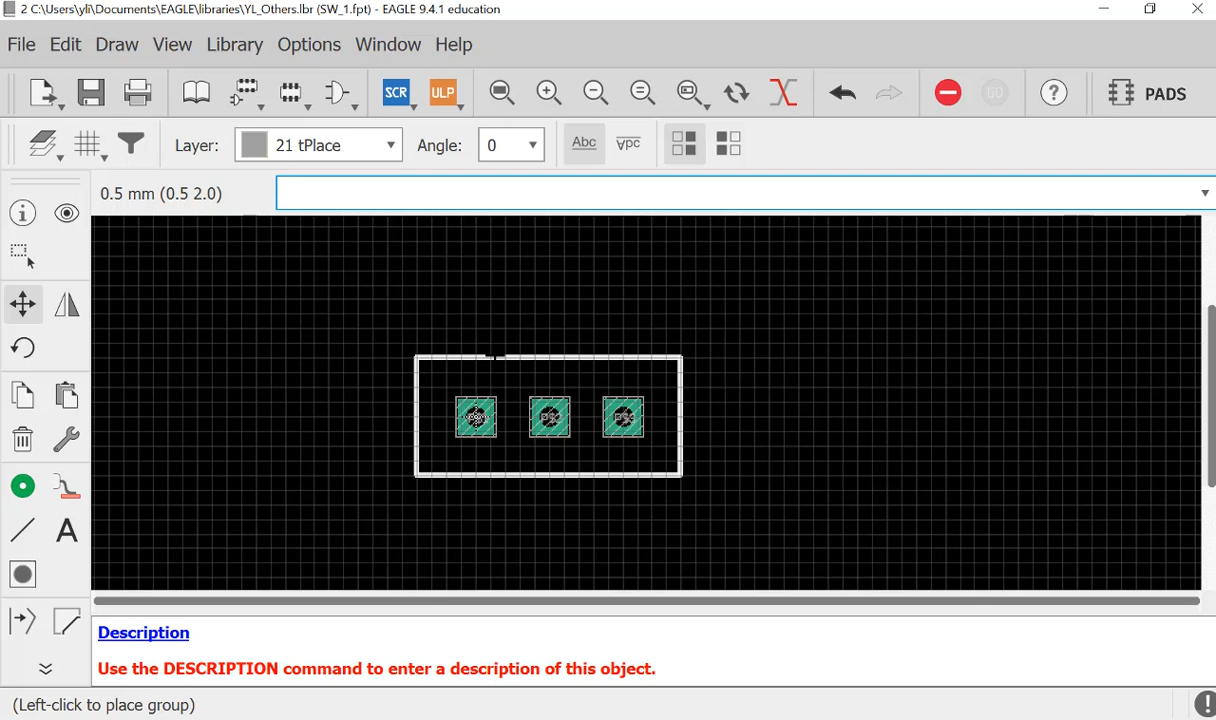 2 C:\Users\yli\Documents\EAGLE\libraries\YL_Others.lbr (SW_1.fpt) - EAGLE 9.4.1 education
File Edit Draw View Library Options Window Help
SCR ULP GO ? PADS
Layer: 21 tPlace Angle: 0 Abc Abc
0.5 mm (0.5 2.0)
Description
Use the DESCRIPTION command to enter a description of this object.
(Left-click to place group)